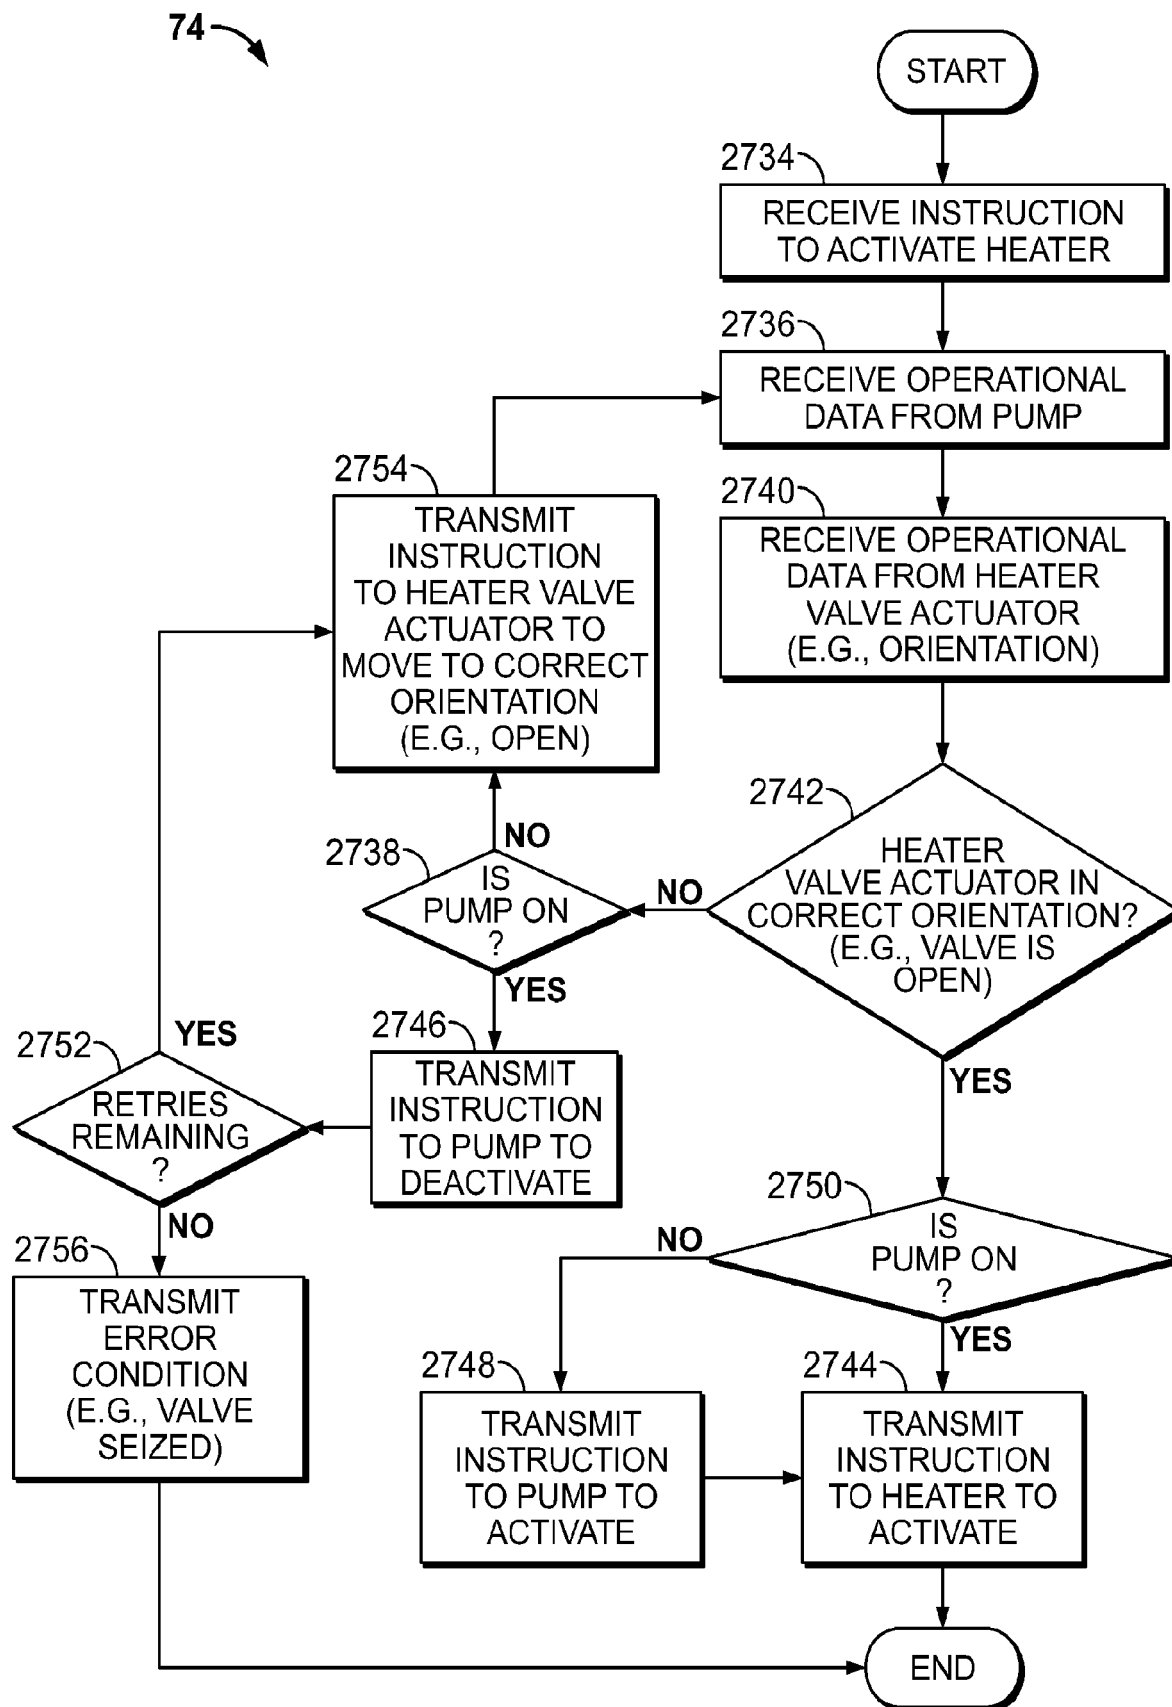 74
START
2734
RECEIVE INSTRUCTION
TO ACTIVATE HEATER
2736
RECEIVE OPERATIONAL
DATA FROM PUMP
2754
TRANSMIT
INSTRUCTION
TO HEATER VALVE
ACTUATOR TO
MOVE TO CORRECT
ORIENTATION
(E.G., OPEN)
2740
RECEIVE OPERATIONAL
DATA FROM HEATER
VALVE ACTUATOR
(E.G., ORIENTATION)
2742
HEATER
VALVE ACTUATOR IN
CORRECT ORIENTATION?
(E.G., VALVE IS
OPEN)
NO
YES
2738
IS
PUMP ON
?
NO
YES
2746
TRANSMIT
INSTRUCTION
TO PUMP TO
DEACTIVATE
2752
RETRIES
REMAINING
?
YES
NO
2756
TRANSMIT
ERROR
CONDITION
(E.G., VALVE
SEIZED)
2750
IS
PUMP ON
?
NO
YES
2748
TRANSMIT
INSTRUCTION
TO PUMP TO
ACTIVATE
2744
TRANSMIT
INSTRUCTION
TO HEATER TO
ACTIVATE
END